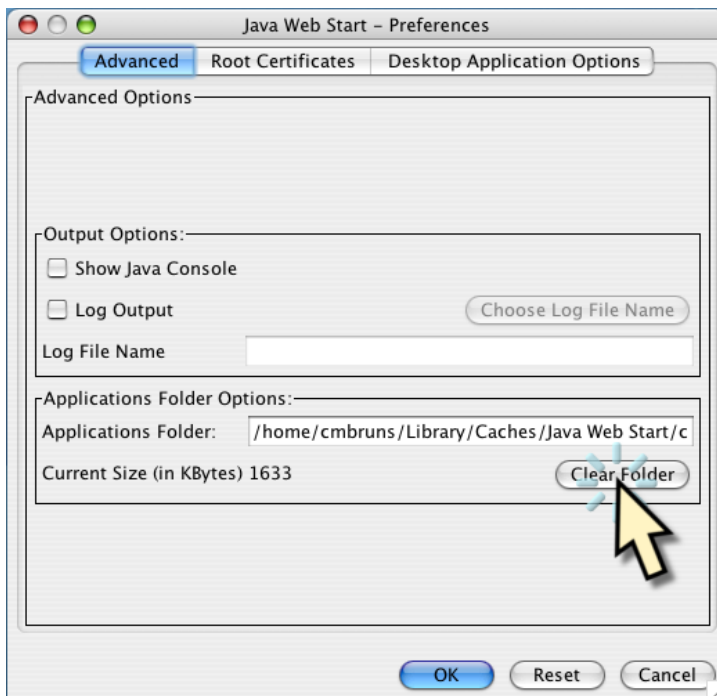 Java Web Start – Preferences
Advanced Root Certificates Desktop Application Options
Advanced Options
Output Options:
Show Java Console
Log Output Choose Log File Name
Log File Name
Applications Folder Options:
Applications Folder: /home/cmbruns/Library/Caches/Java Web Start/c
Current Size (in KBytes) 1633 Clear Folder
OK Reset Cancel